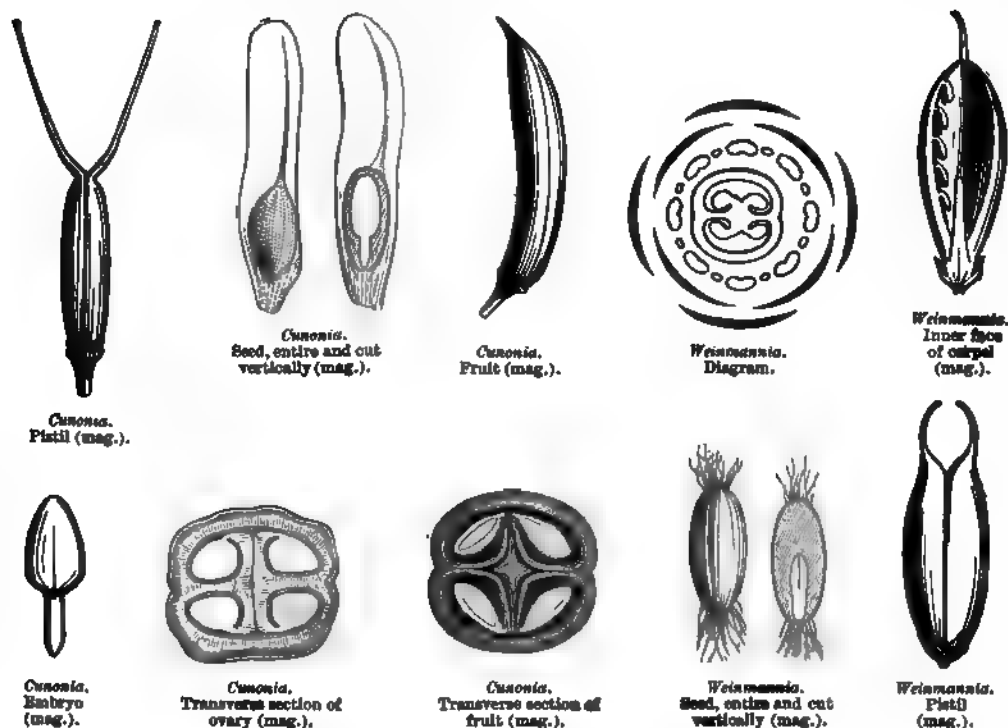 Cunonia.
Pistil (mag.).
Cunonia.
Seed, entire and cut
vertically (mag.).
Cunonia.
Fruit (mag.).
Weinmannia.
Diagram.
Weinmannia.
Inner face
of carpel
(mag.).
Cunonia.
Embryo
(mag.).
Cunonia.
Transverse section of
ovary (mag.).
Cunonia.
Transverse section of
fruit (mag.).
Weinmannia.
Seed, entire and cut
vertically (mag.).
Weinmannia.
Pistil
(mag.).